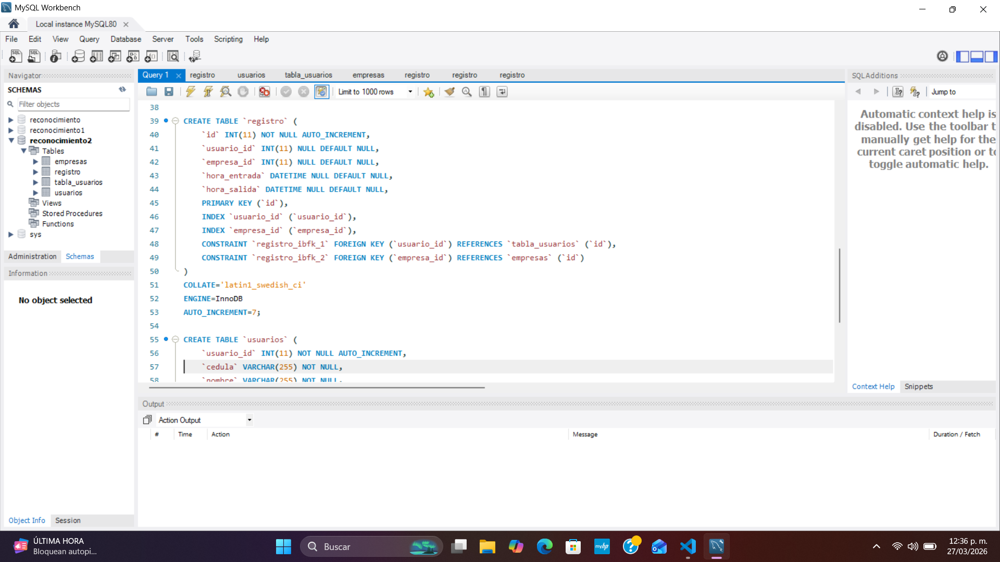 MySQL Workbench
Local instance MySQL80
File Edit View Query Database Server Tools Scripting Help
Navigator
SCHEMAS
Filter objects
reconocimiento
reconocimiento1
reconocimiento2
Tables
empresas
registro
tabla_usuarios
usuarios
Views
Stored Procedures
Functions
sys
Administration Schemas
Information
No object selected
Object Info Session
Query 1 registro usuarios tabla_usuarios empresas registro registro registro
Limit to 1000 rows
38
39 CREATE TABLE `registro` (
40 `id` INT(11) NOT NULL AUTO_INCREMENT,
41 `usuario_id` INT(11) NULL DEFAULT NULL,
42 `empresa_id` INT(11) NULL DEFAULT NULL,
43 `hora_entrada` DATETIME NULL DEFAULT NULL,
44 `hora_salida` DATETIME NULL DEFAULT NULL,
45 PRIMARY KEY (`id`),
46 INDEX `usuario_id` (`usuario_id`),
47 INDEX `empresa_id` (`empresa_id`),
48 CONSTRAINT `registro_ibfk_1` FOREIGN KEY (`usuario_id`) REFERENCES `tabla_usuarios` (`id`),
49 CONSTRAINT `registro_ibfk_2` FOREIGN KEY (`empresa_id`) REFERENCES `empresas` (`id`)
50 )
51 COLLATE='latin1_swedish_ci'
52 ENGINE=InnoDB
53 AUTO_INCREMENT=7;
54
55 CREATE TABLE `usuarios` (
56 `usuario_id` INT(11) NOT NULL AUTO_INCREMENT,
57 `cedula` VARCHAR(255) NOT NULL,
58 `nombre` VARCHAR(255) NOT NULL,
SQLAdditions
Jump to
Automatic context help is
disabled. Use the toolbar t
manually get help for the
current caret position or to
toggle automatic help.
Context Help Snippets
Output
Action Output
# Time Action Message Duration / Fetch
ÚLTIMA HORA
Bloquean autopi...
Buscar
myhp
12:36 p. m.
27/03/2026